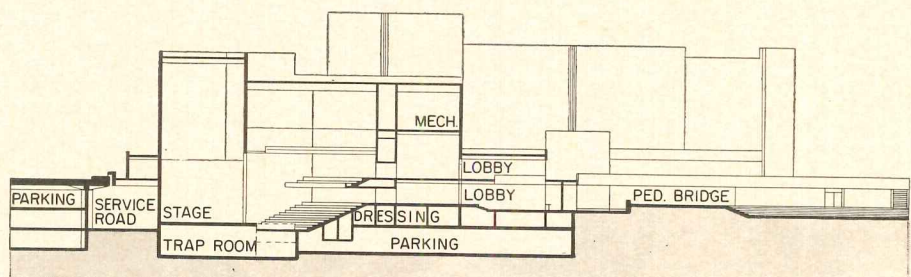 MECH.
LOBBY
LOBBY
PARKING
SERVICE
ROAD
STAGE
DRESSING
PED. BRIDGE
TRAP ROOM
PARKING